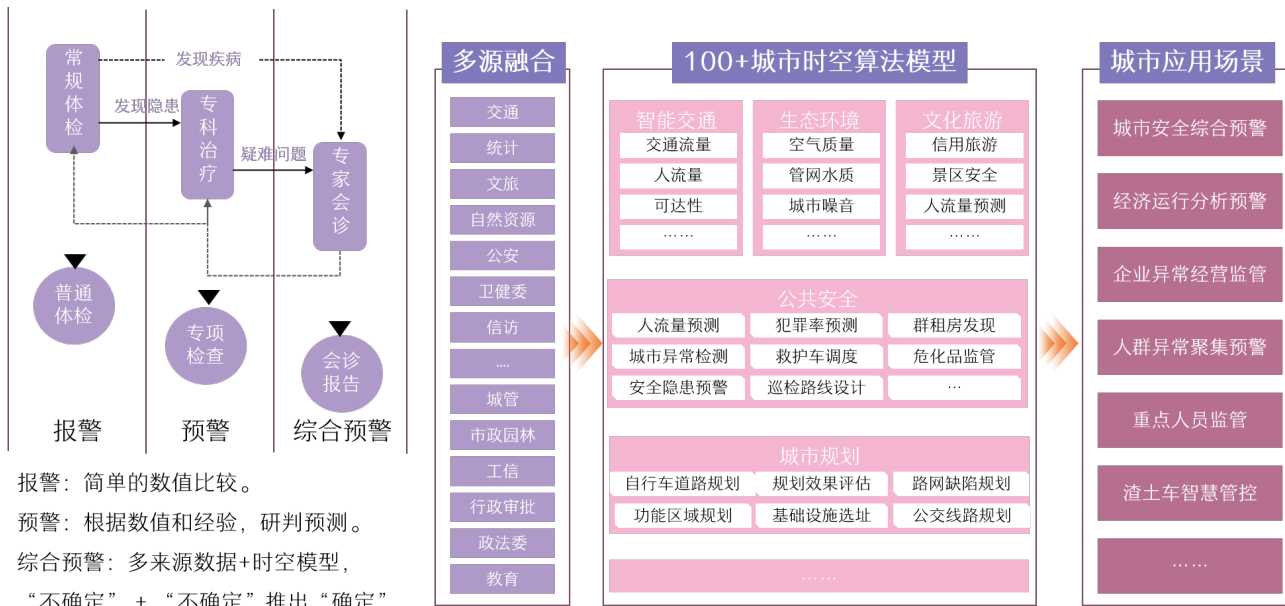 常规体检
发现疾病
发现隐患
专科治疗
疑难问题
专家会诊
普通
体检
专项
检查
会诊
报告
报警
预警
综合预警
报警：简单的数值比较。
预警：根据数值和经验，研判预测。
综合预警：多来源数据+时空模型，
“不确定” + “不确定”推出“确定”
多源融合
交通
统计
文旅
自然资源
公安
卫健委
信访
....
城管
市政园林
工信
行政审批
政法委
教育
100+城市时空算法模型
智能交通
交通流量
人流量
可达性
……
生态环境
空气质量
管网水质
城市噪音
……
文化旅游
信用旅游
景区安全
人流量预测
……
公共安全
人流量预测 犯罪率预测 群租房发现
城市异常检测 救护车调度 危化品监管
安全隐患预警 巡检路线设计 …
城市规划
自行车道路规划 规划效果评估 路网缺陷规划
功能区域规划 基础设施选址 公交线路规划
……
城市应用场景
城市安全综合预警
经济运行分析预警
企业异常经营监管
人群异常聚集预警
重点人员监管
渣土车智慧管控
……